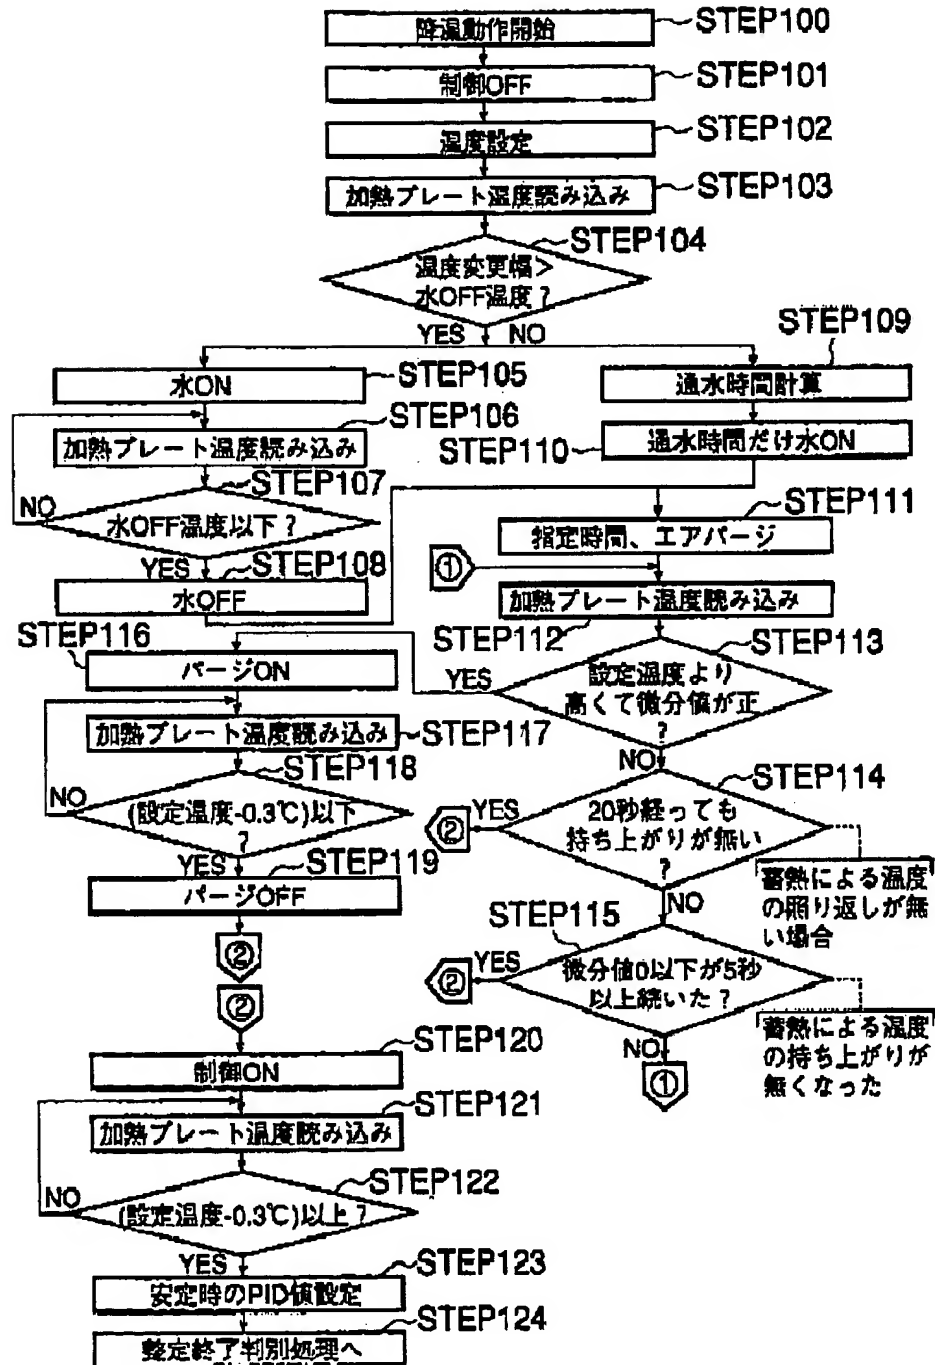 降温動作開始
STEP100
制御OFF
STEP101
温度設定
STEP102
加熱プレート温度読み込み
STEP103
STEP104
温度変更幅>
水OFF温度?
YES
NO
水ON
STEP105
STEP106
加熱プレート温度読み込み
STEP107
NO
水OFF温度以下?
YES
STEP108
水OFF
STEP109
通水時間計算
STEP110
通水時間だけ水ON
STEP111
指定時間、エアパージ
①
加熱プレート温度読み込み
STEP112
STEP113
設定温度より
高くて微分値が正
?
YES
NO
STEP114
20秒経っても
持ち上がりが無い
?
YES
②
NO
蓄熱による温度
の照り返しが無
い場合
STEP115
微分値0以下が5秒
以上続いた?
YES
②
NO
①
蓄熱による温度
の持ち上がりが
無くなった
STEP116
パージON
加熱プレート温度読み込み
STEP117
STEP118
NO
(設定温度-0.3℃)以下
?
YES
STEP119
パージOFF
②
②
STEP120
制御ON
STEP121
加熱プレート温度読み込み
STEP122
NO
(設定温度-0.3℃)以上?
YES
STEP123
安定時のPID値設定
STEP124
整定終了判別処理へ